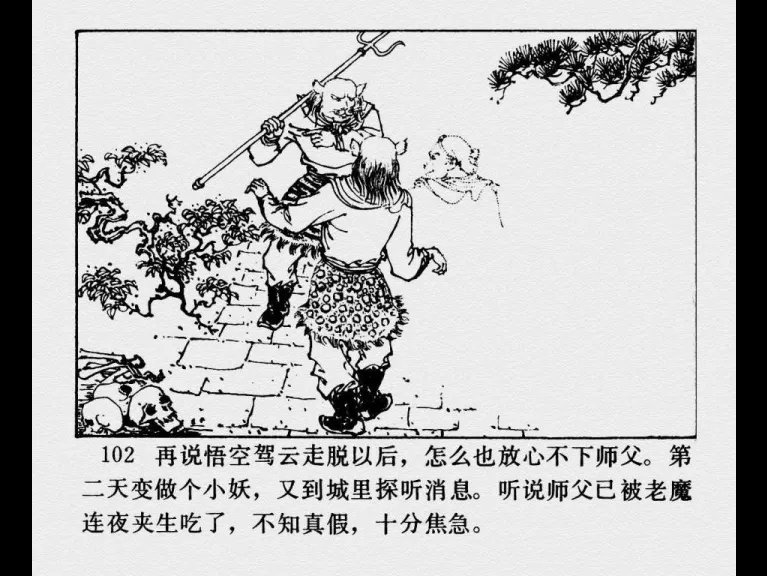 102 再说悟空驾云走脱以后，怎么也放心不下师父。第
二天变做个小妖，又到城里探听消息。听说师父已被老魔
连夜夹生吃了，不知真假，十分焦急。